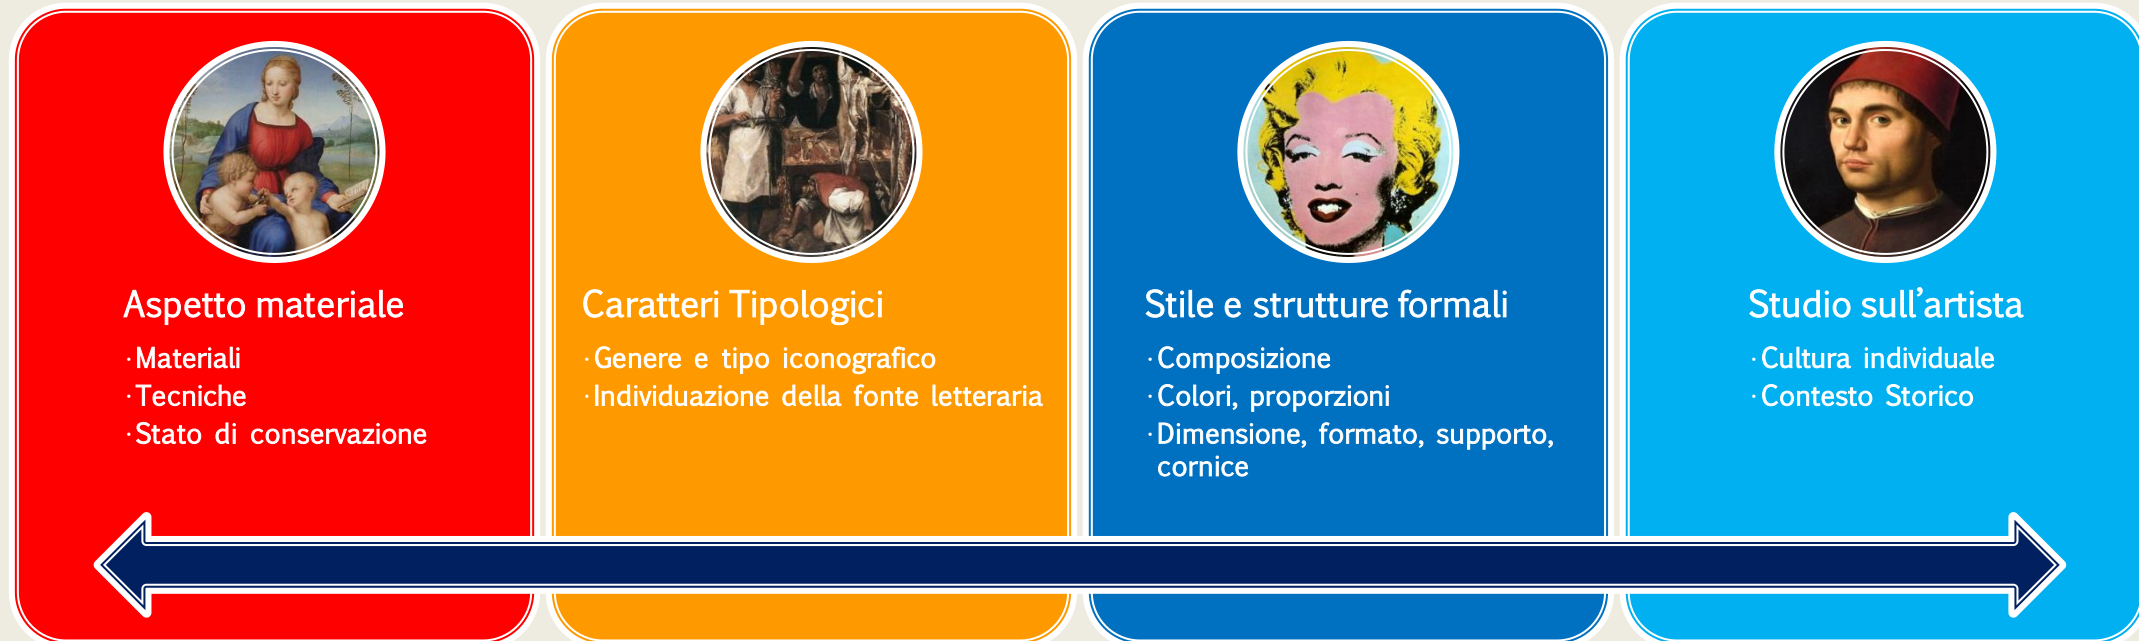 Aspetto materiale
·Materiali
·Tecniche
·Stato di conservazione
Caratteri Tipologici
·Genere e tipo iconografico
·Individuazione della fonte letteraria
Stile e strutture formali
·Composizione
·Colori, proporzioni
·Dimensione, formato, supporto,
cornice
Studio sull’artista
·Cultura individuale
·Contesto Storico